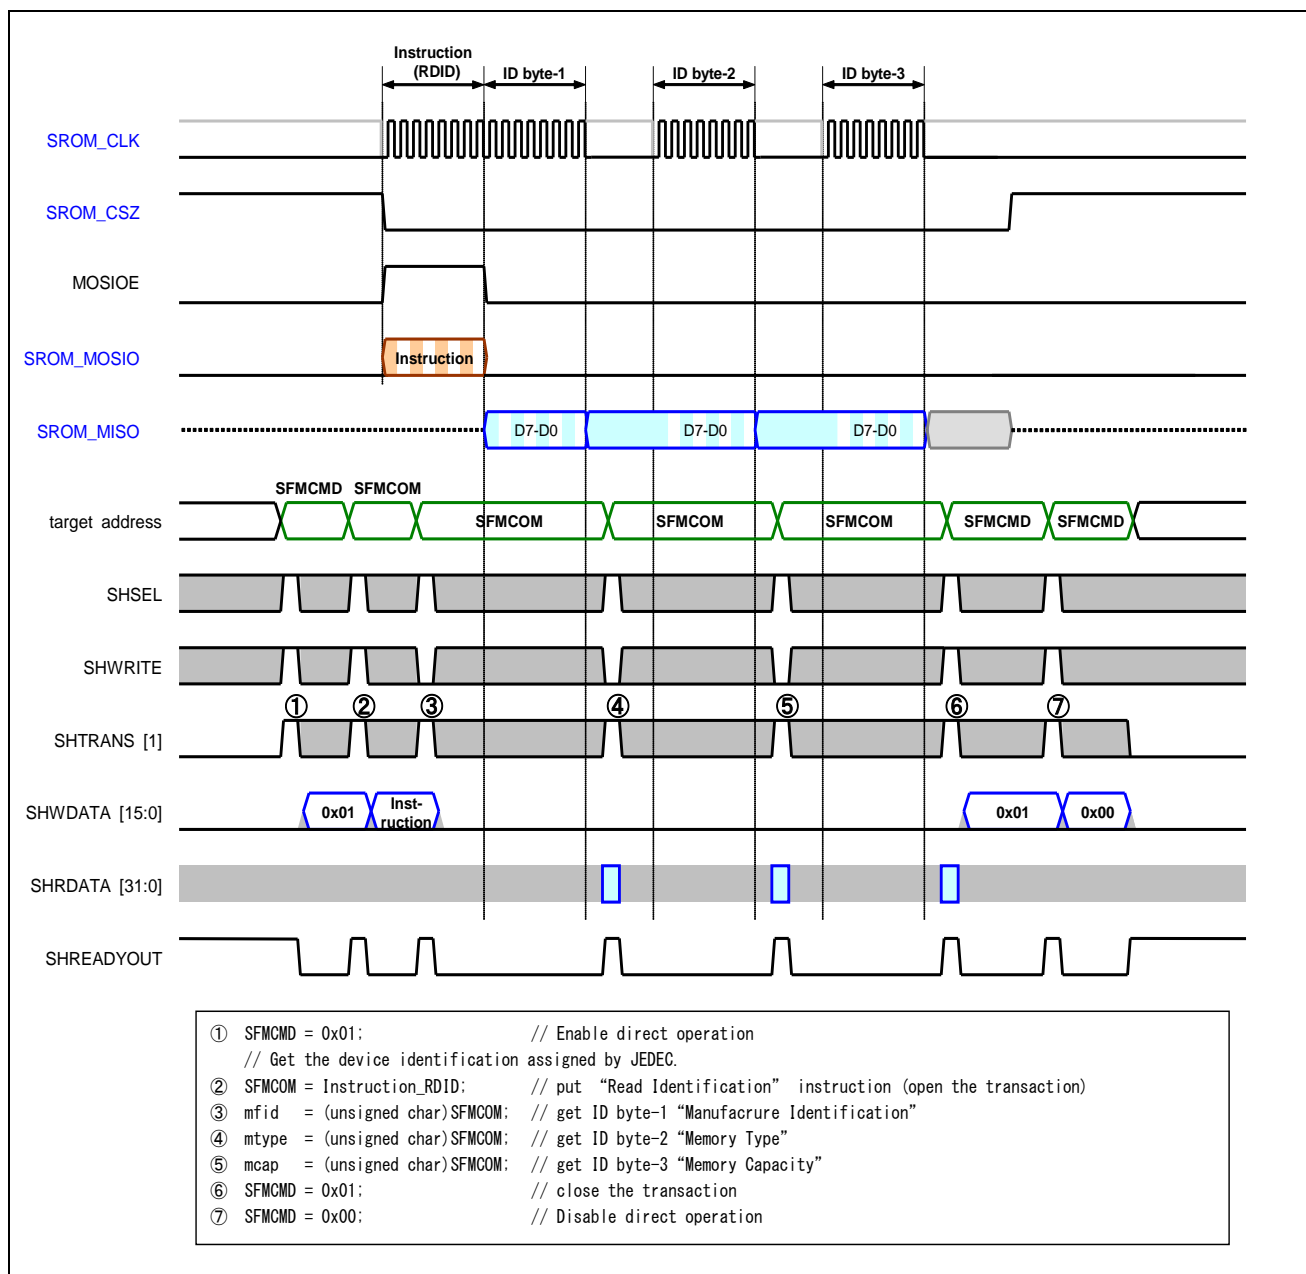 Instruction
(RDID)
ID byte-1
ID byte-2
ID byte-3
SROM_CLK
SROM_CSZ
MOSIOE
SROM_MOSIO
Instruction
SROM_MISO
D7-D0
D7-D0
D7-D0
SFMCMD
SFMCOM
target address
SFMCOM
SFMCOM
SFMCOM
SFMCMD
SFMCMD
SHSEL
SHWRITE
① ② ③ ④ ⑤ ⑥ ⑦
SHTRANS [1]
SHWDATA [15:0]
0x01
Inst-
ruction
0x01
0x00
SHRDATA [31:0]
SHREADYOUT
① SFMCMD = 0x01; // Enable direct operation
// Get the device identification assigned by JEDEC.
② SFMCOM = Instruction_RDID; // put “Read Identification” instruction (open the transaction)
③ mfid = (unsigned char)SFMCOM; // get ID byte-1 “Manufacrure Identification”
④ mtype = (unsigned char)SFMCOM; // get ID byte-2 “Memory Type”
⑤ mcap = (unsigned char)SFMCOM; // get ID byte-3 “Memory Capacity”
⑥ SFMCMD = 0x01; // close the transaction
⑦ SFMCMD = 0x00; // Disable direct operation